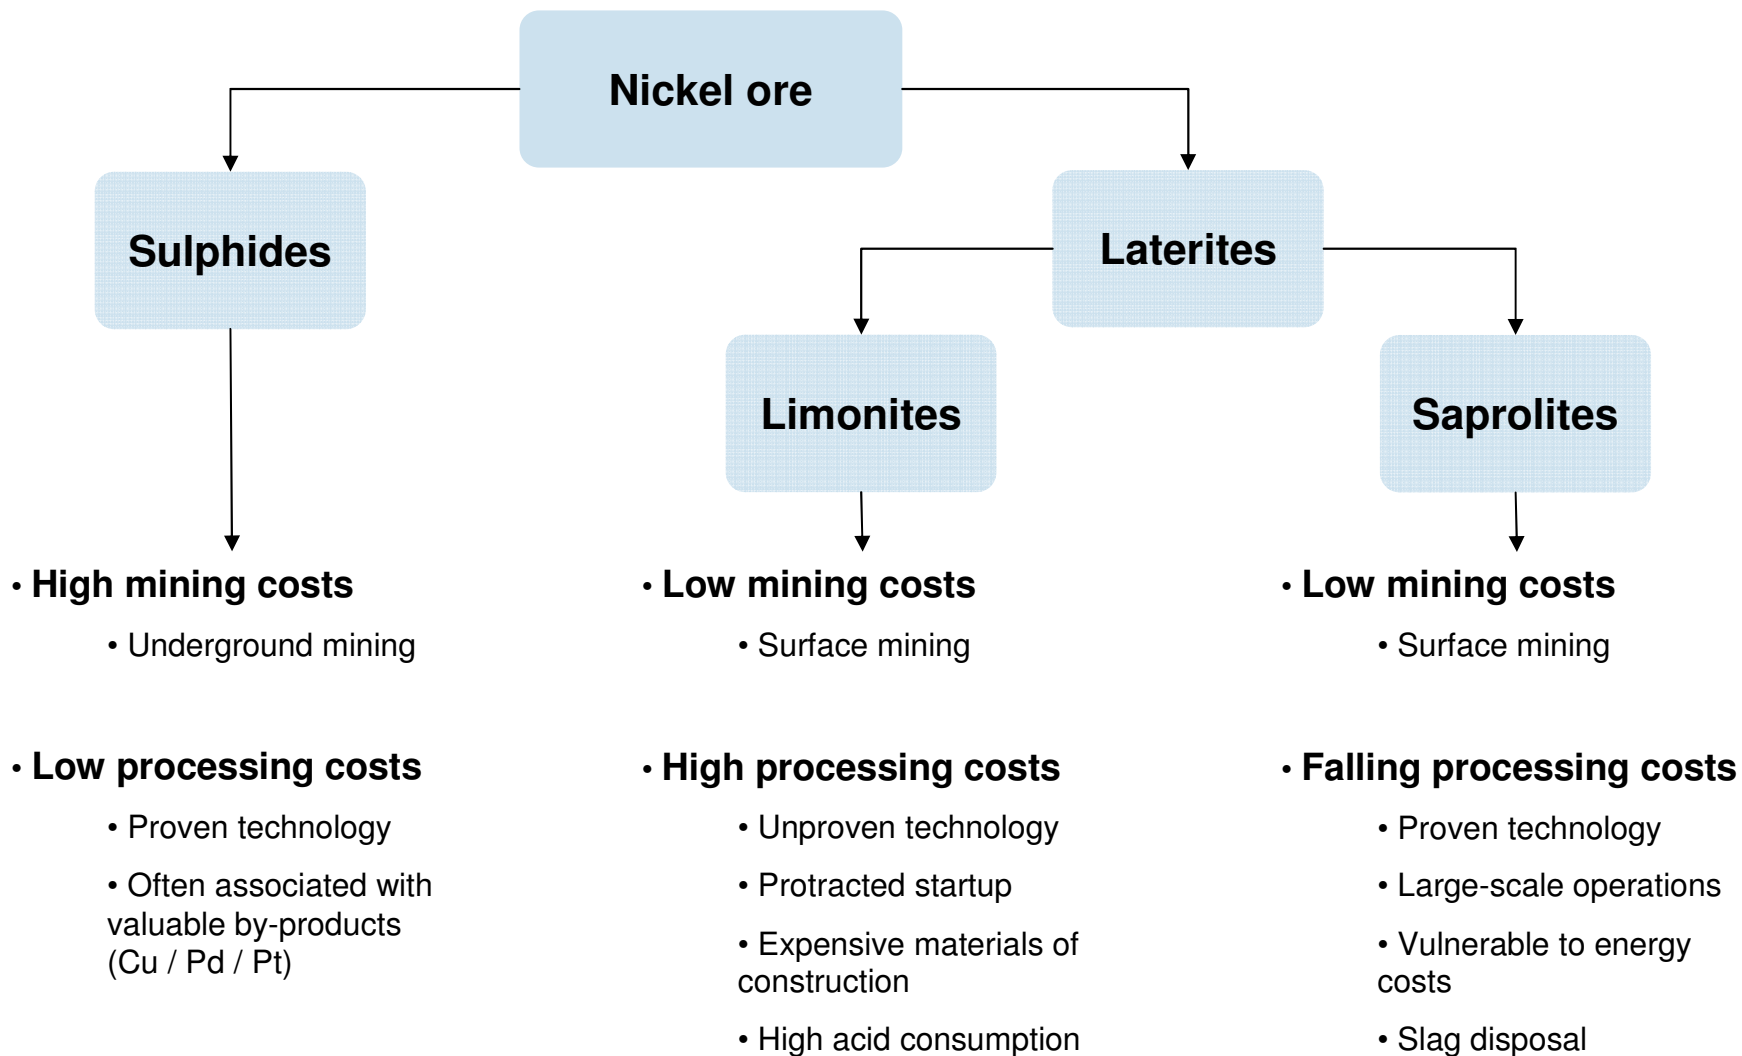 Nickel ore
Sulphides
Laterites
Limonites
Saprolites
• High mining costs
• Underground mining
• Low processing costs
• Proven technology
• Often associated with
valuable by-products
(Cu / Pd / Pt)
• Low mining costs
• Surface mining
• High processing costs
• Unproven technology
• Protracted startup
• Expensive materials of
construction
• High acid consumption
• Low mining costs
• Surface mining
• Falling processing costs
• Proven technology
• Large-scale operations
• Vulnerable to energy
costs
• Slag disposal